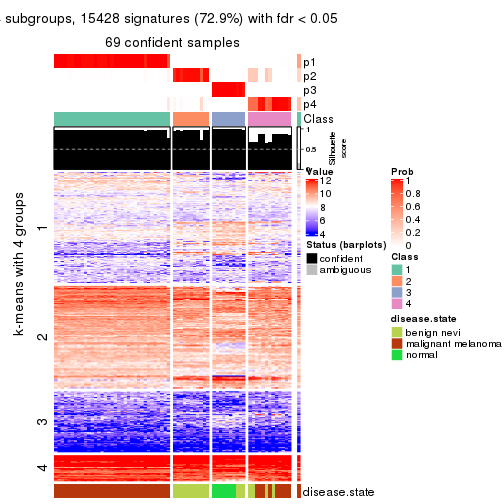 subgroups, 15428 signatures (72.9%) with fdr < 0.05
69 confident samples
p1
p2
p3
p4
Class
1
0.5
0
Silhouette
score
k-means with 4 groups
1
2
3
4
disease.state
Value
12
10
8
6
4
Status (barplots)
confident
ambiguous
Prob
1
0.8
0.6
0.4
0.2
0
Class
1
2
3
4
disease.state
benign nevi
malignant melanoma
normal